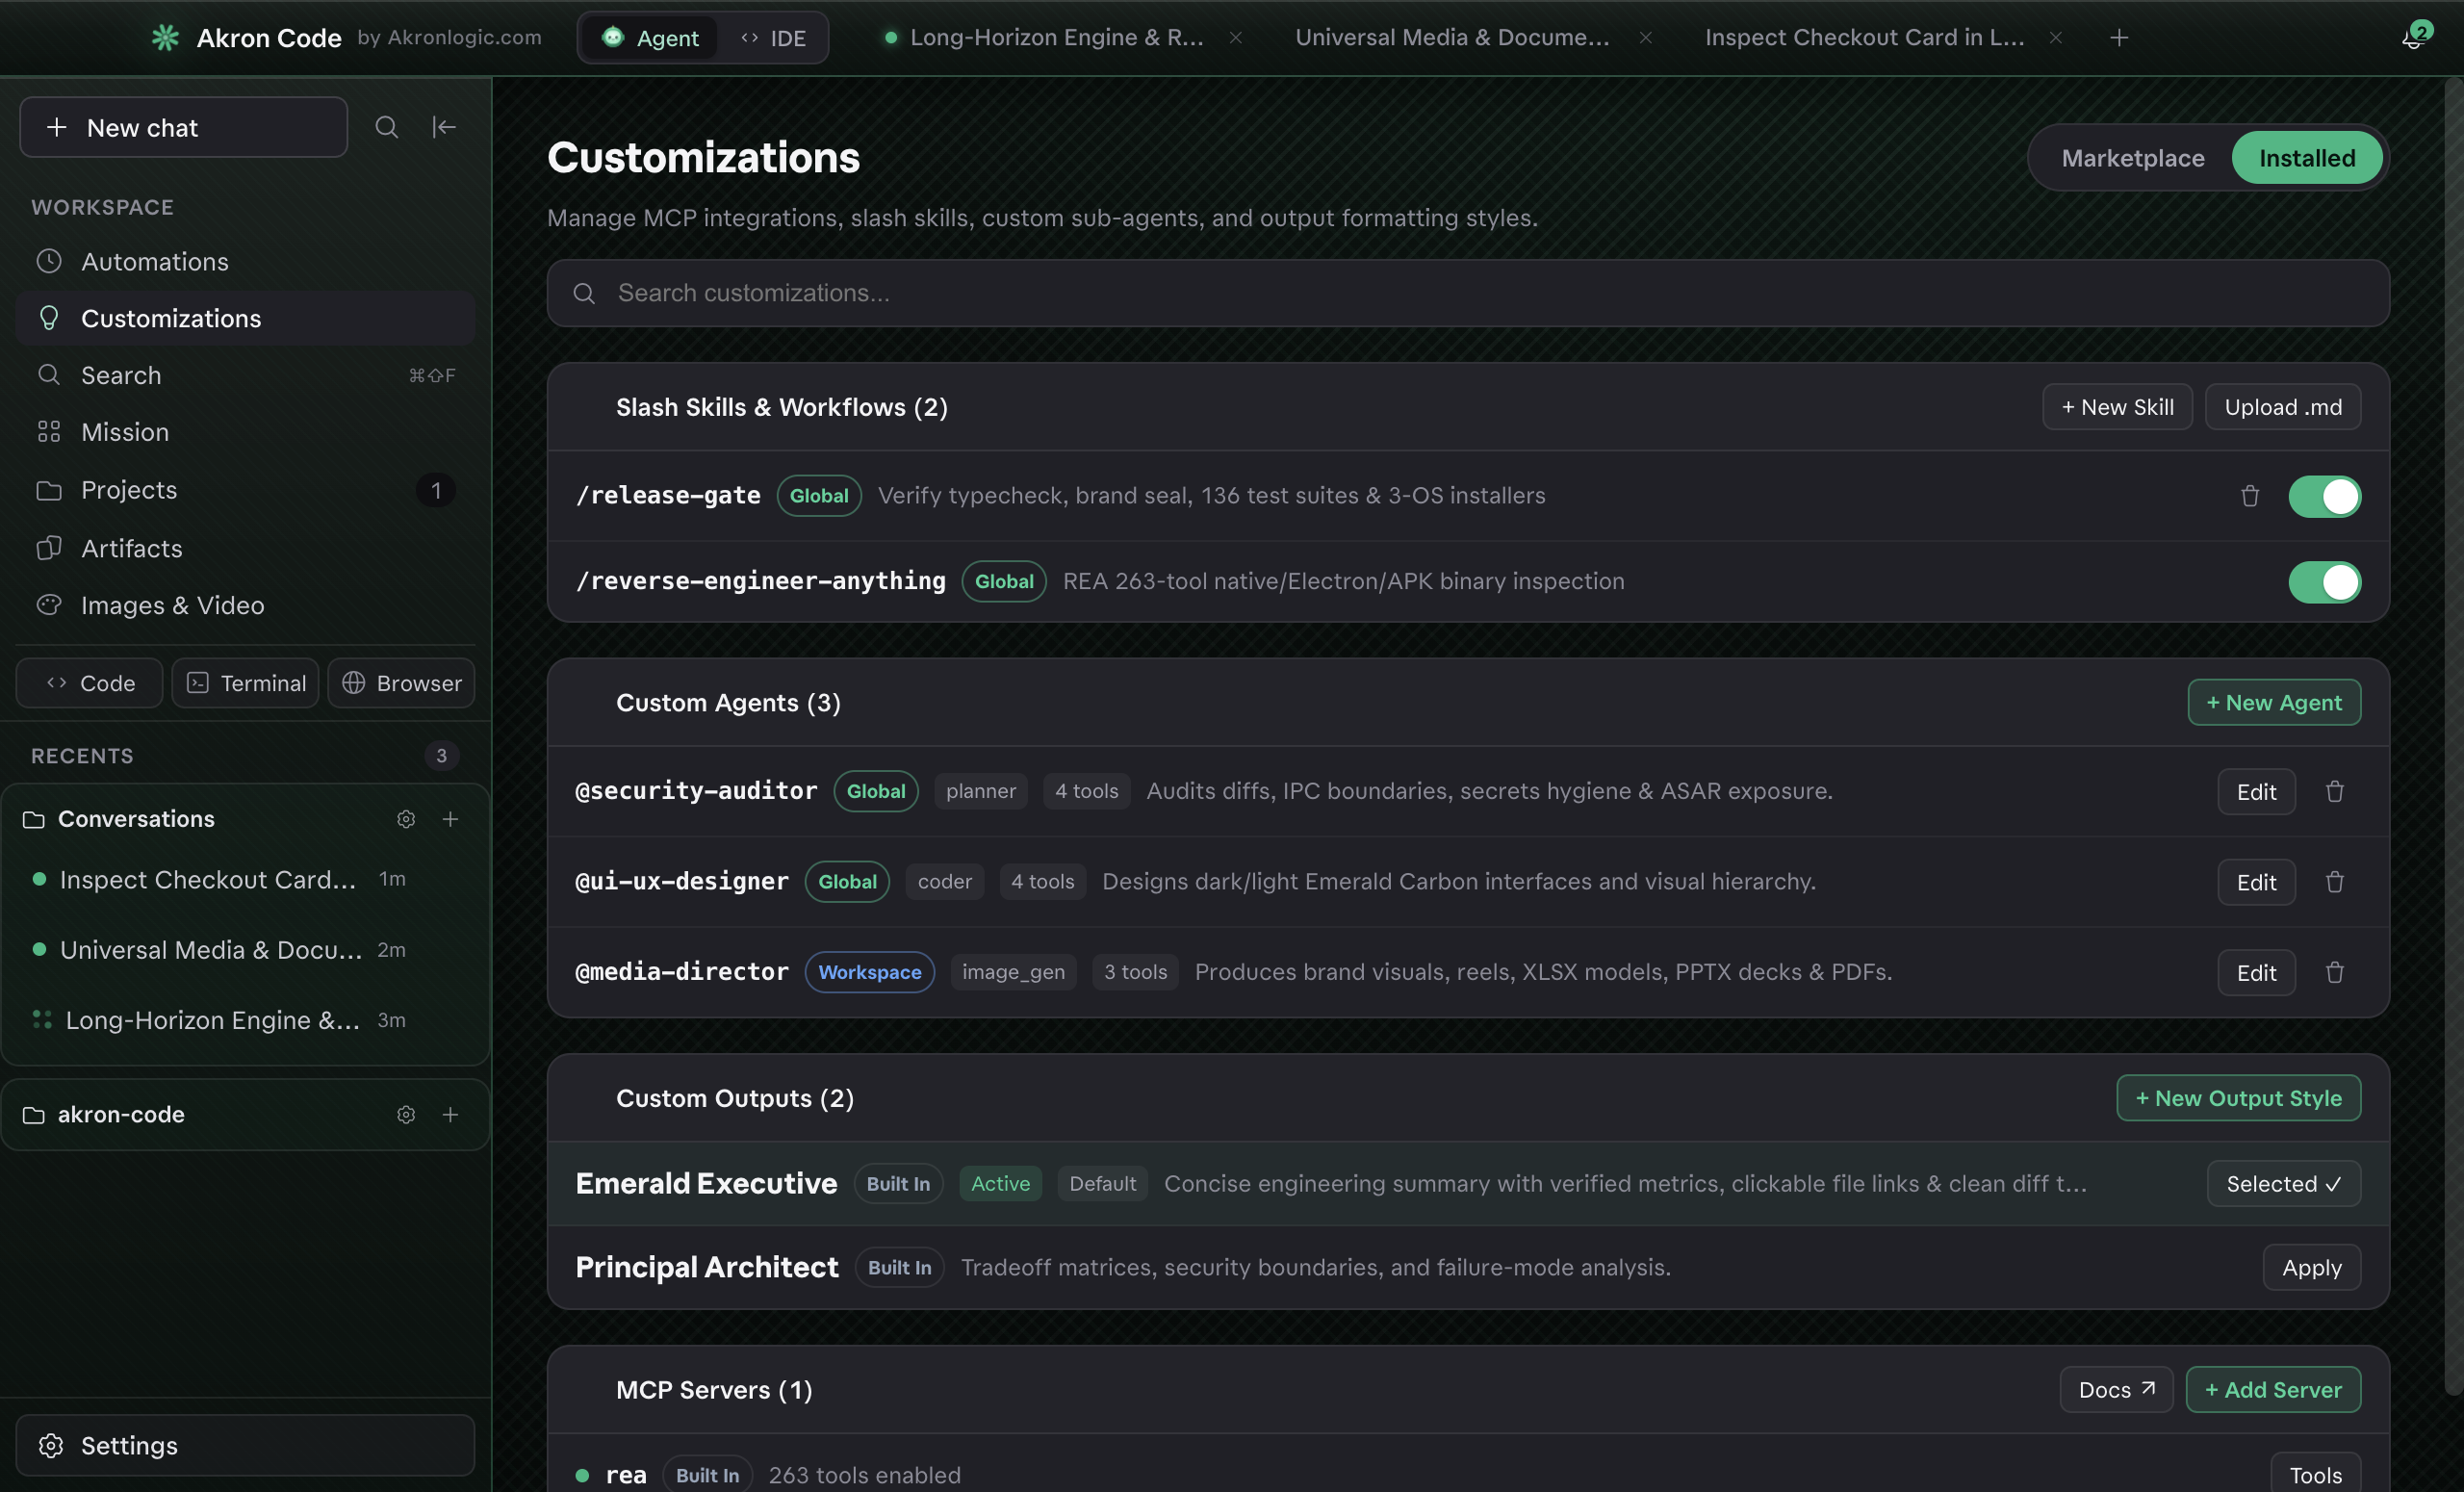 Akron Code by Akronlogic.com
Agent
IDE
Long-Horizon Engine & R...
Universal Media & Docume...
Inspect Checkout Card in L...
2
New chat
WORKSPACE
Automations
Customizations
Search ⌘⇧F
Mission
Projects 1
Artifacts
Images & Video
Code
Terminal
Browser
RECENTS 3
Conversations
Inspect Checkout Card... 1m
Universal Media & Docu... 2m
Long-Horizon Engine &... 3m
akron-code
Settings
Customizations
Marketplace
Installed
Manage MCP integrations, slash skills, custom sub-agents, and output formatting styles.
Search customizations...
Slash Skills & Workflows (2)
+ New Skill
Upload .md
/release-gate Global Verify typecheck, brand seal, 136 test suites & 3-OS installers
/reverse-engineer-anything Global REA 263-tool native/Electron/APK binary inspection
Custom Agents (3)
+ New Agent
@security-auditor Global planner 4 tools Audits diffs, IPC boundaries, secrets hygiene & ASAR exposure. Edit
@ui-ux-designer Global coder 4 tools Designs dark/light Emerald Carbon interfaces and visual hierarchy. Edit
@media-director Workspace image_gen 3 tools Produces brand visuals, reels, XLSX models, PPTX decks & PDFs. Edit
Custom Outputs (2)
+ New Output Style
Emerald Executive Built In Active Default Concise engineering summary with verified metrics, clickable file links & clean diff t... Selected ✓
Principal Architect Built In Tradeoff matrices, security boundaries, and failure-mode analysis. Apply
MCP Servers (1)
Docs ↗
+ Add Server
rea Built In 263 tools enabled Tools